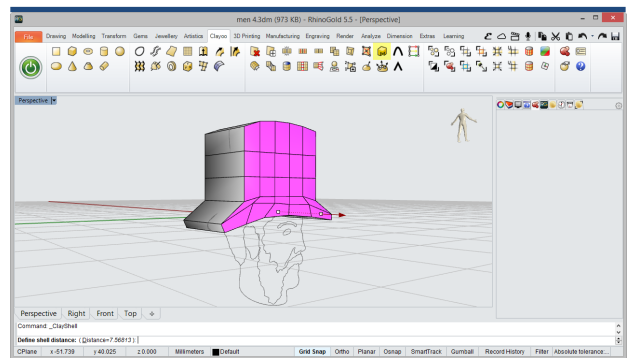 men 4.3dm (973 KB) - RhinoGold 5.5 - [Perspective]
File Drawing Modelling Transform Gems Jewellery Artistics Clayoo 3D Printing Manufacturing Engraving Render Analyze Dimension Extras Learning
Perspective
Perspective Right Front Top
Command: _ClayShell
Define shell distance: ( Distance=7.56813 ):
CPlane x -51.739 y 40.025 z 0.000 Millimeters Default Grid Snap Ortho Planar Osnap SmartTrack Gumball Record History Filter Absolute tolerance:...